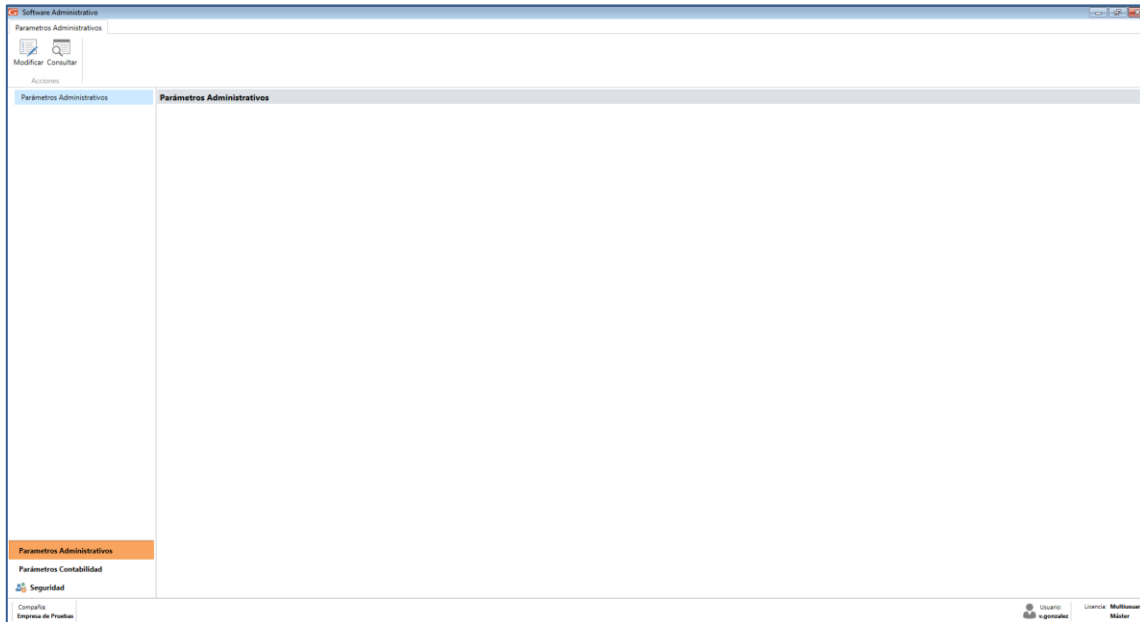 Software Administrativo
Parametros Administrativos
Modificar Consultar
Acciones
Parámetros Administrativos
Parámetros Administrativos
Parametros Administrativos
Parámetros Contabilidad
Seguridad
Compañía:
Empresa de Pruebas
Usuario:
v.gonzalez
Licencia: Multiusuar
Máster